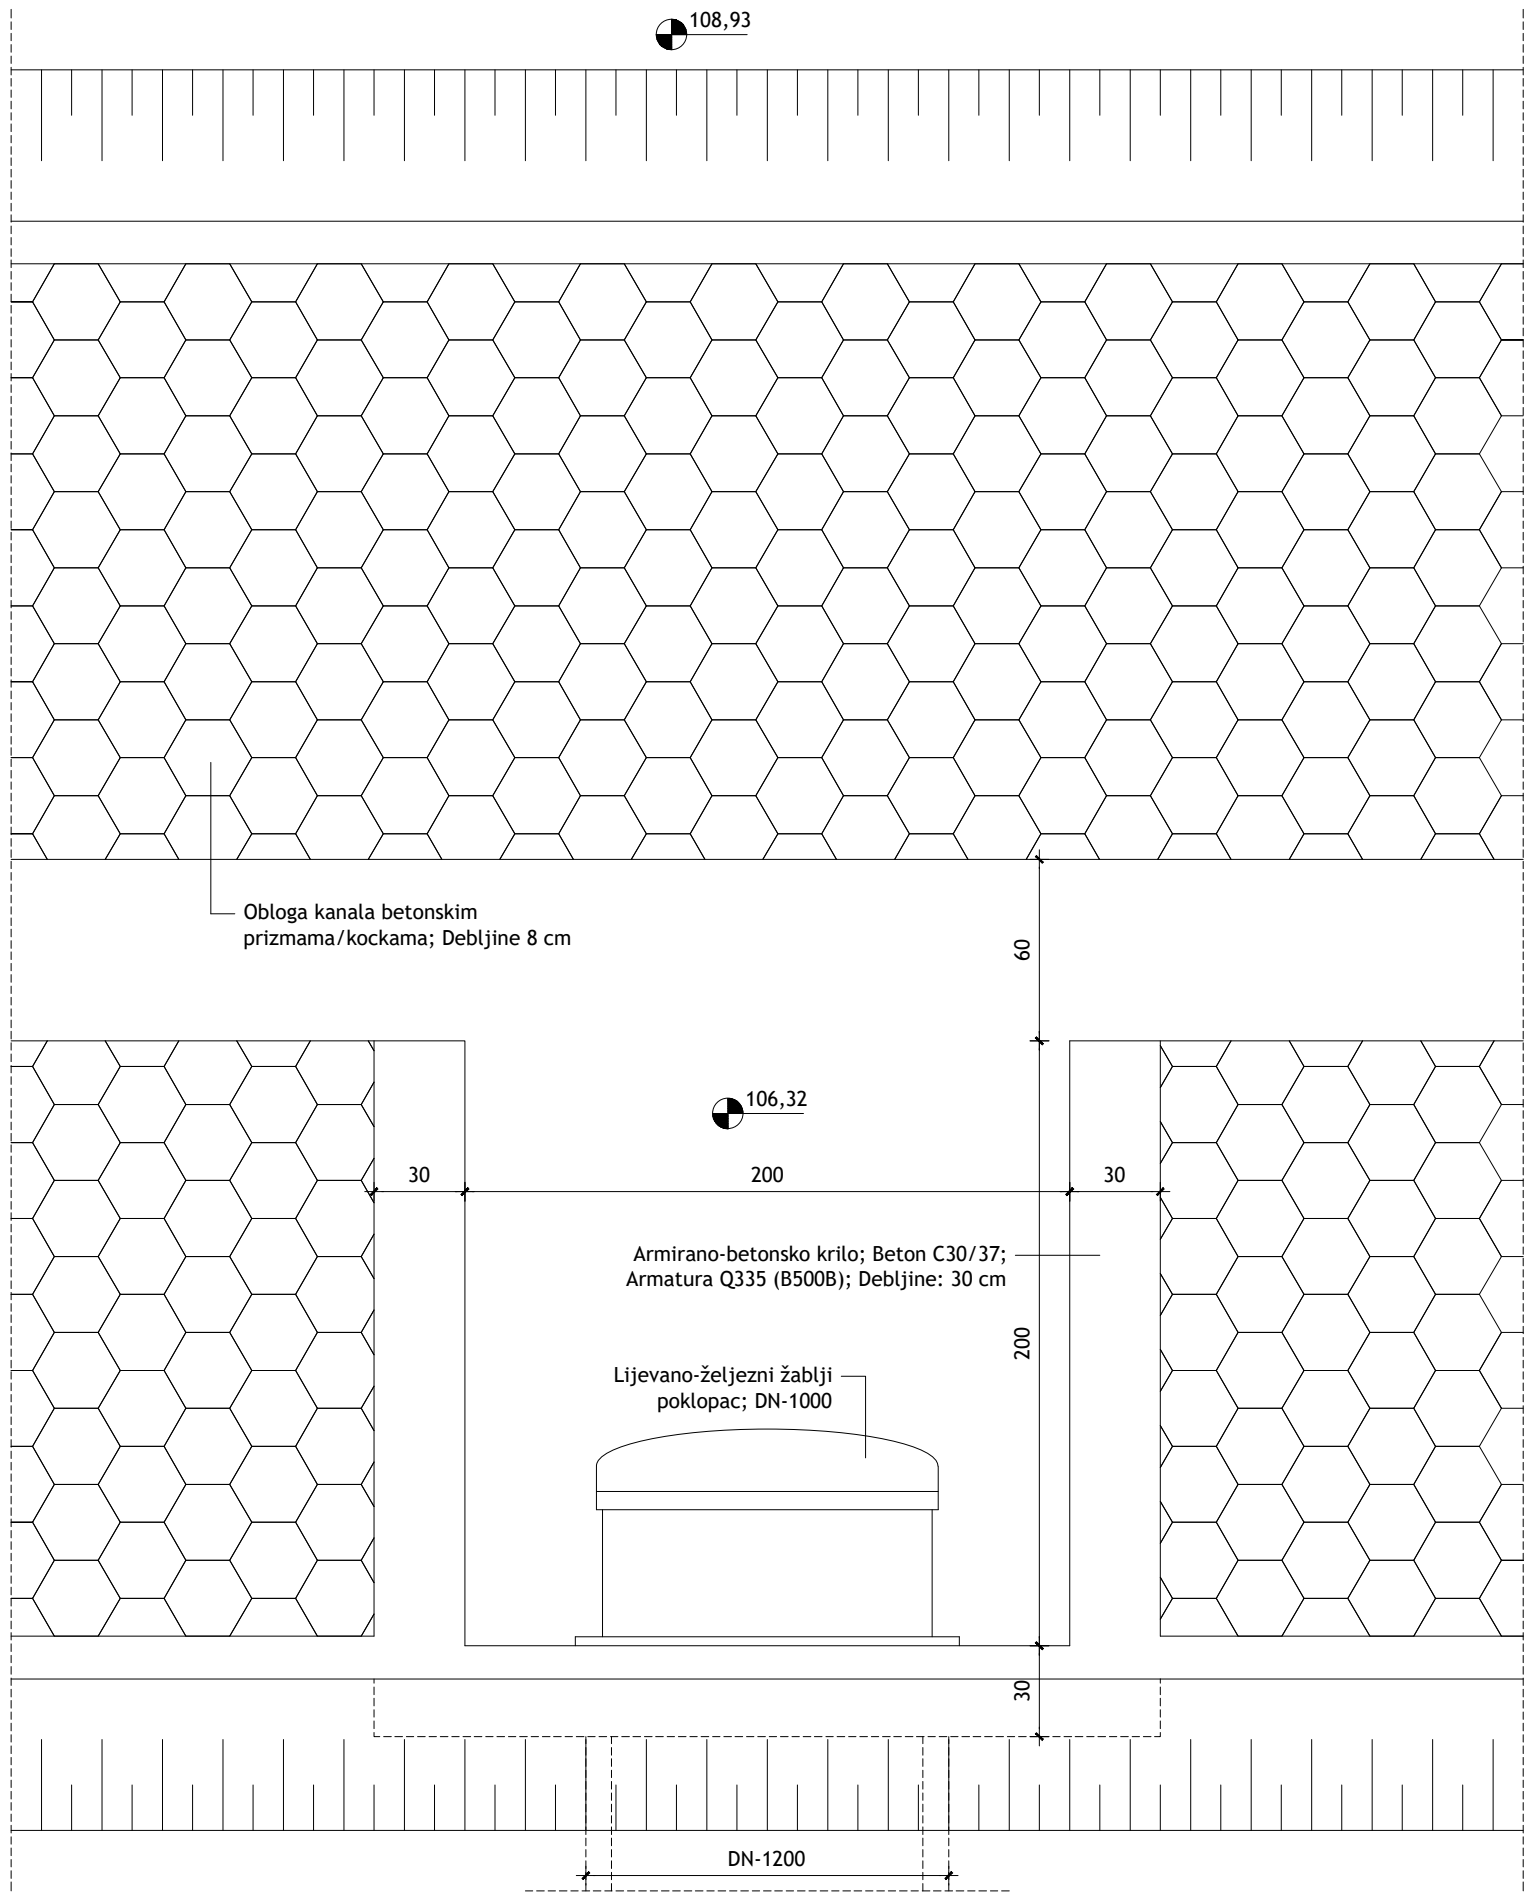 108,93
Obloga kanala betonskim
prizmama/kockama; Debljine 8 cm
60
106,32
30
200
30
Armirano-betonsko krilo; Beton C30/37;
Armatura Q335 (B500B); Debljine: 30 cm
200
Lijevano-željezni žablji
poklopac; DN-1000
30
DN-1200